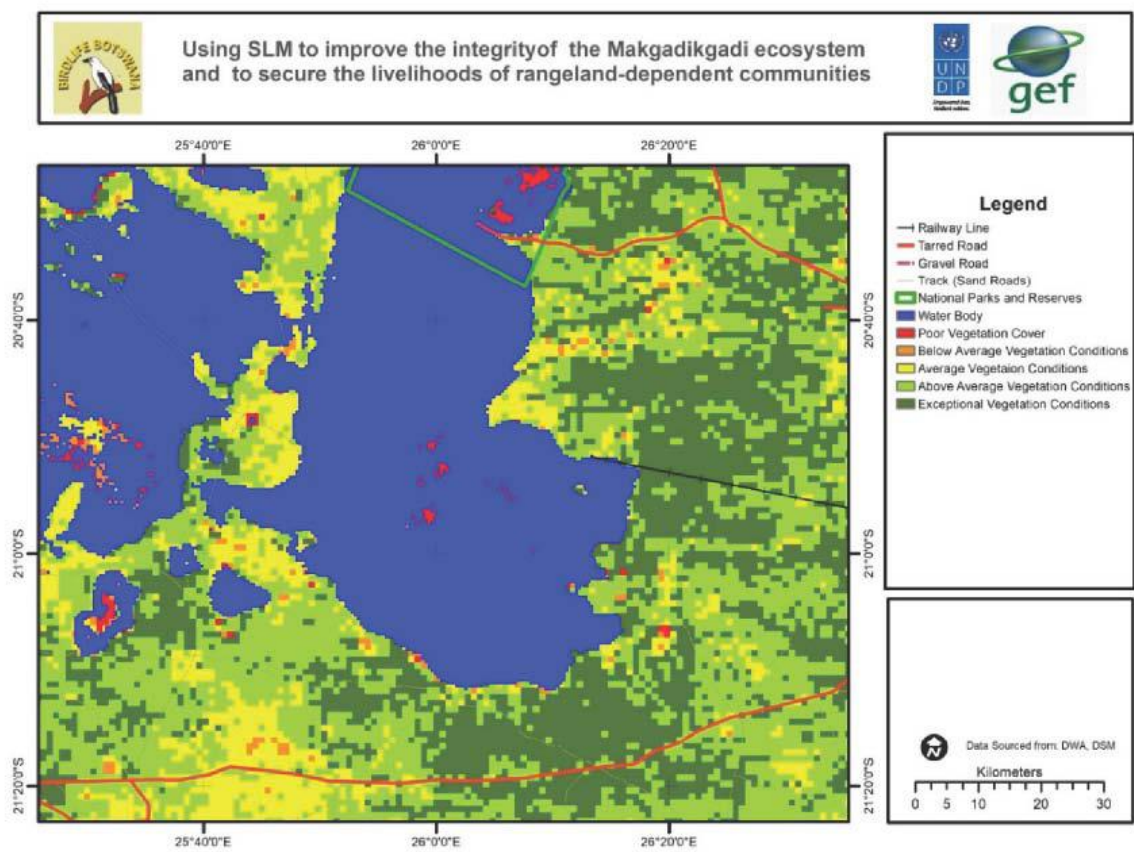 BIRDLIFE BOTSWANA
Using SLM to improve the integrityof the Makgadikgadi ecosystem
and to secure the livelihoods of rangeland-dependent communities
U N
D P
Empowered lives.
Resilient nations.
gef
25°40'0"E
26°0'0"E
26°20'0"E
20°40'0"S
21°0'0"S
21°20'0"S
20°40'0"S
21°0'0"S
21°20'0"S
25°40'0"E
26°0'0"E
26°20'0"E
Legend
Railway Line
Tarred Road
Gravel Road
Track (Sand Roads)
National Parks and Reserves
Water Body
Poor Vegetation Cover
Below Average Vegetation Conditions
Average Vegetaion Conditions
Above Average Vegetation Conditions
Exceptional Vegetation Conditions
N
Data Sourced from: DWA, DSM
Kilometers
0 5 10 20 30